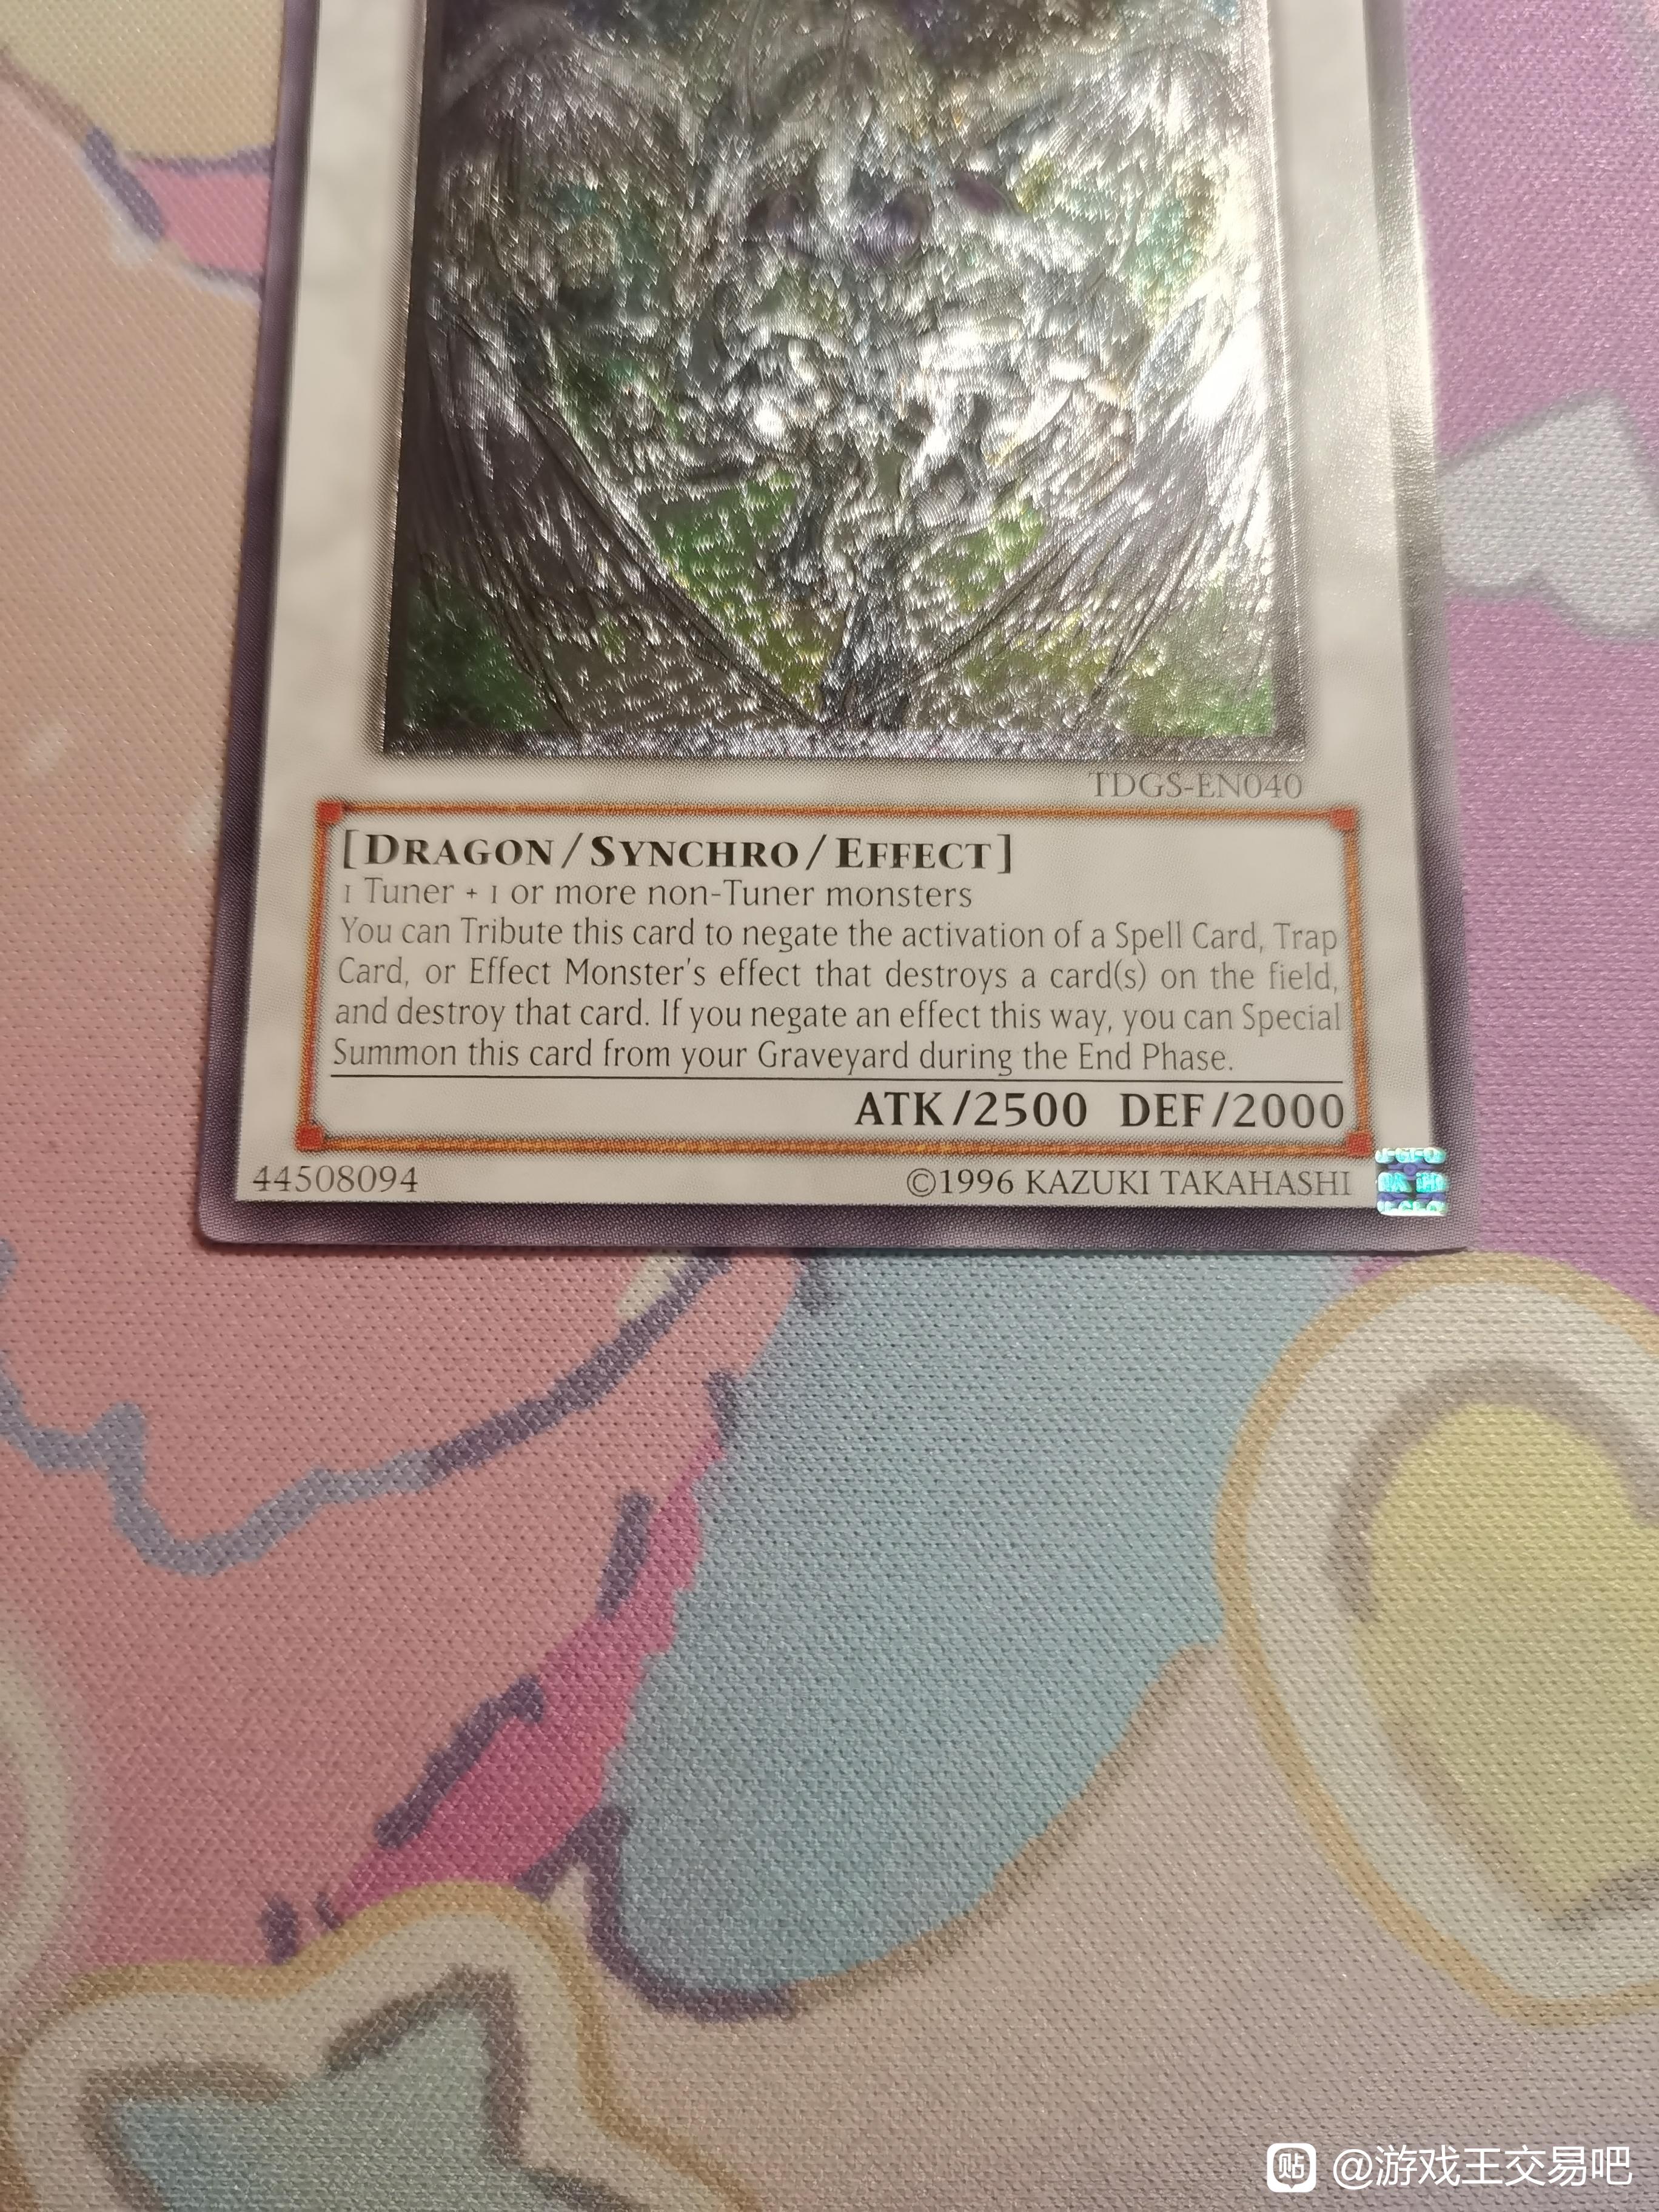 TDGS-EN040
[DRAGON/SYNCHRO/EFFECT]
1 Tuner + 1 or more non-Tuner monsters
You can Tribute this card to negate the activation of a Spell Card, Trap
Card, or Effect Monster's effect that destroys a card(s) on the field,
and destroy that card. If you negate an effect this way, you can Special
Summon this card from your Graveyard during the End Phase.
ATK/2500 DEF/2000
44508094 ©1996 KAZUKI TAKAHASHI
贴 @游戏王交易吧